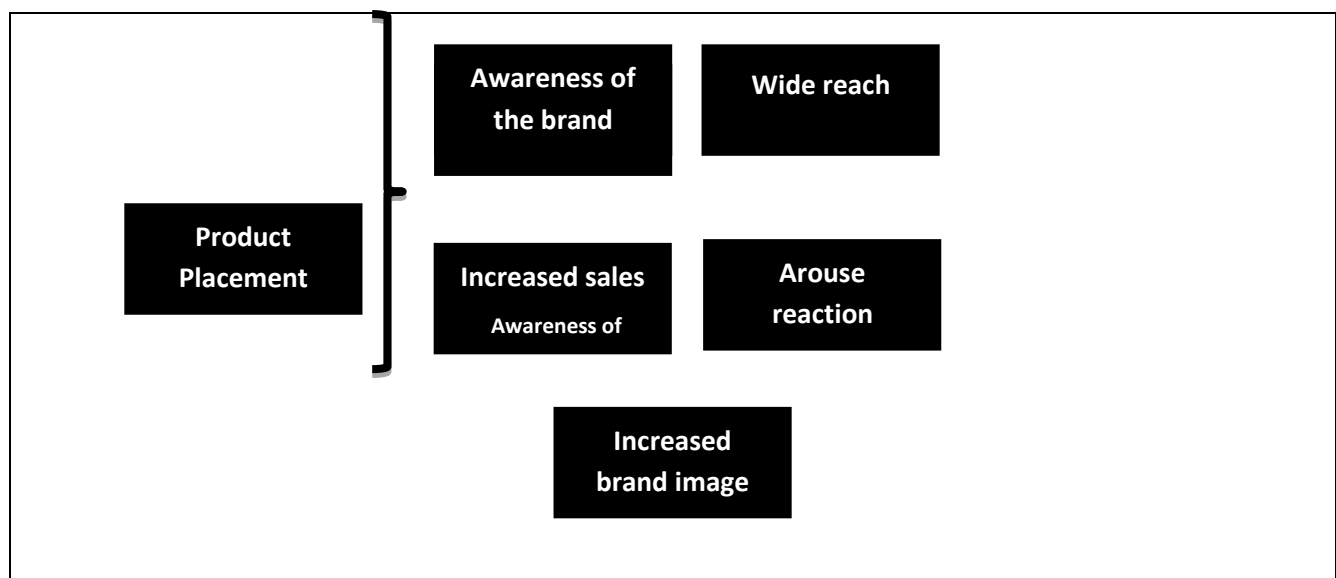 Awareness of
the brand
Wide reach
Product
Placement
Increased sales
Awareness of
Arouse
reaction
Increased
brand image